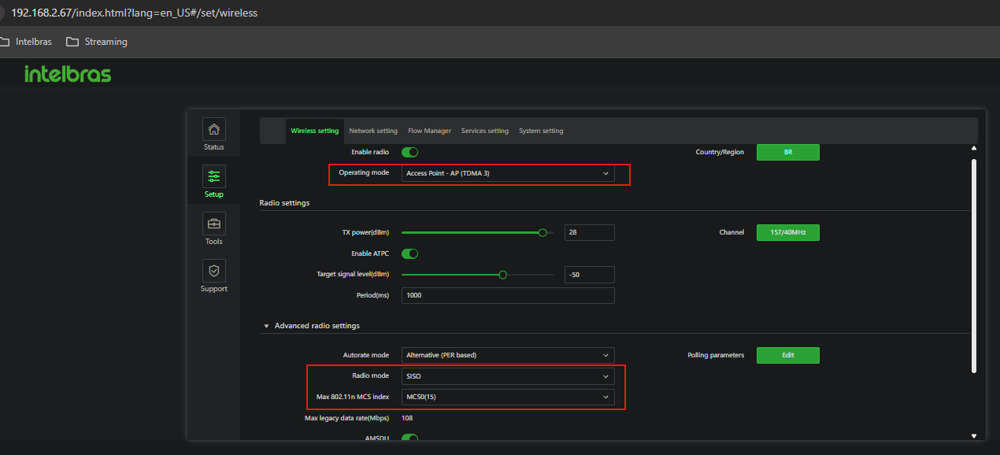 192.168.2.67/index.html?lang=en_US#/set/wireless
Intelbras Streaming
intelbras
Status
Setup
Tools
Support
Wireless setting Network setting Flow Manager Services setting System setting
Enable radio Country/Region BR
Operating mode Access Point - AP (TDMA 3)
Radio settings
TX power(dBm) 28 Channel 157/40MHz
Enable ATPC
Target signal level(dBm) -50
Period(ms) 1000
Advanced radio settings
Autorate mode Alternative (PER based) Polling parameters Edit
Radio mode SISO
Max 802.11n MCS index MCS0(15)
Max legacy data rate(Mbps) 108
AMSDU